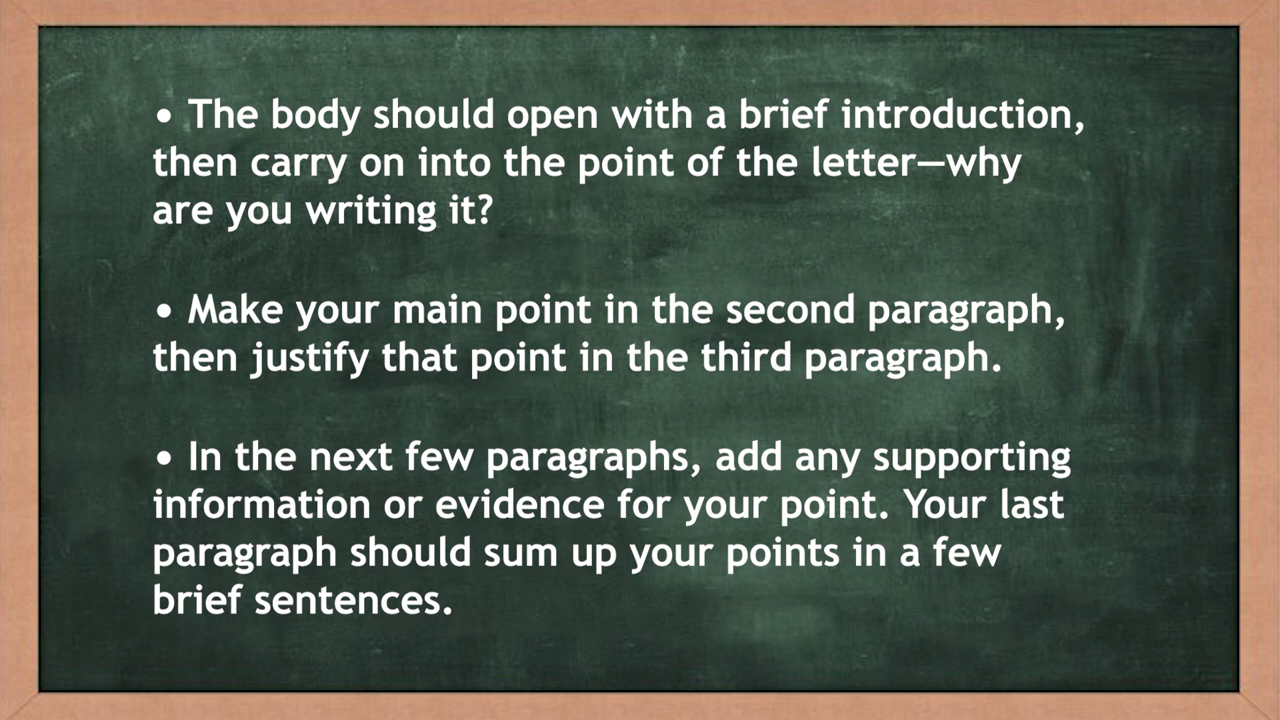 • The body should open with a brief introduction,
then carry on into the point of the letter—why
are you writing it?
• Make your main point in the second paragraph,
then justify that point in the third paragraph.
• In the next few paragraphs, add any supporting
information or evidence for your point. Your last
paragraph should sum up your points in a few
brief sentences.